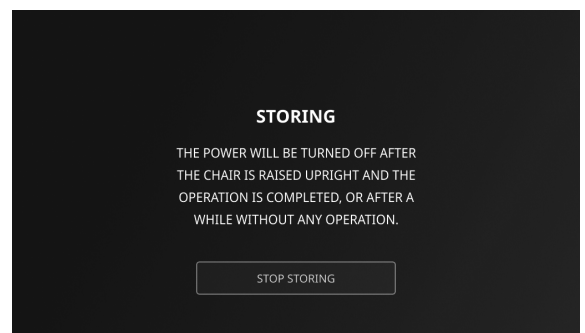 STORING
THE POWER WILL BE TURNED OFF AFTER
THE CHAIR IS RAISED UPRIGHT AND THE
OPERATION IS COMPLETED, OR AFTER A
WHILE WITHOUT ANY OPERATION.
STOP STORING